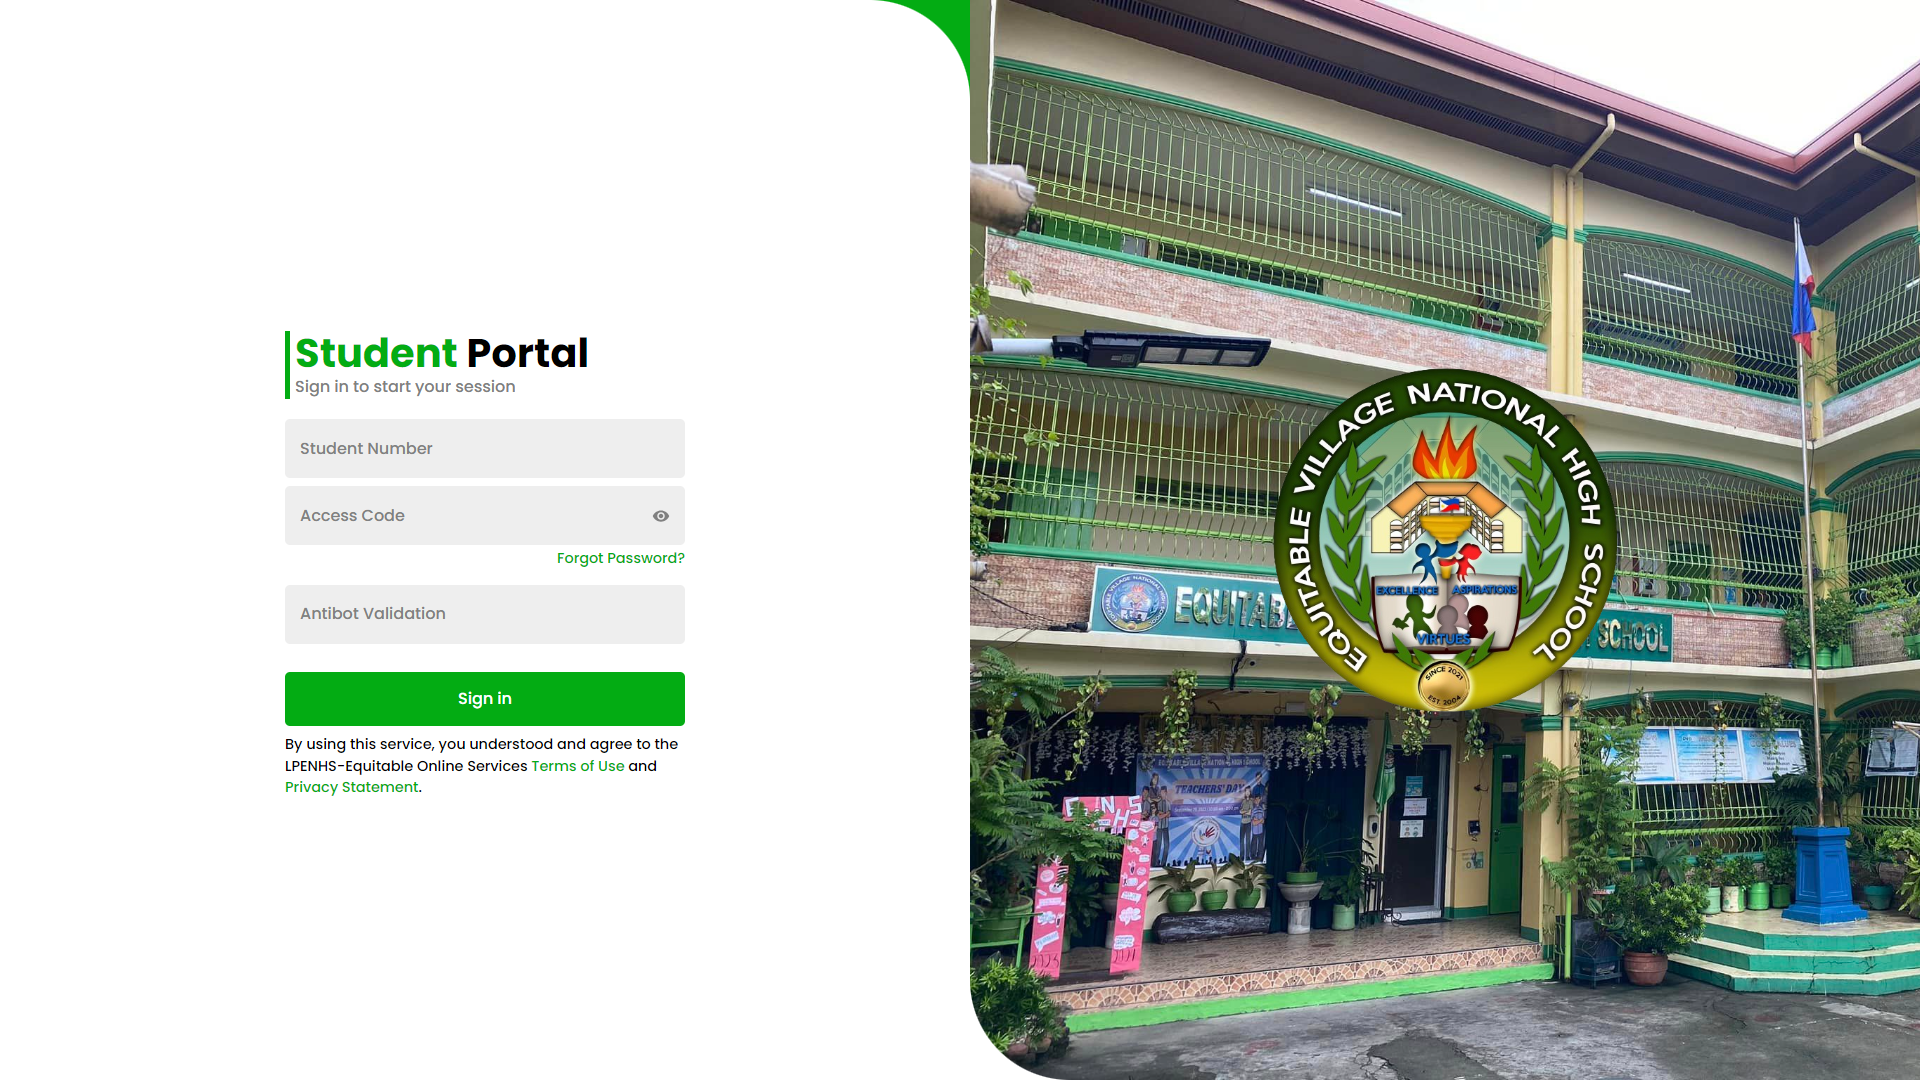 Student Portal
Sign in to start your session
Student Number
Access Code
Forgot Password?
Antibot Validation
Sign in
By using this service, you understood and agree to the
LPENHS-Equitable Online Services Terms of Use and
Privacy Statement.
EQUITABLE VILLAGE NATIONAL HIGH SCHOOL
EXCELLENCE ASPIRATIONS
VIRTUES
SINCE 2021
EST. 2004
SCHOOL
TEACHERS' DAY